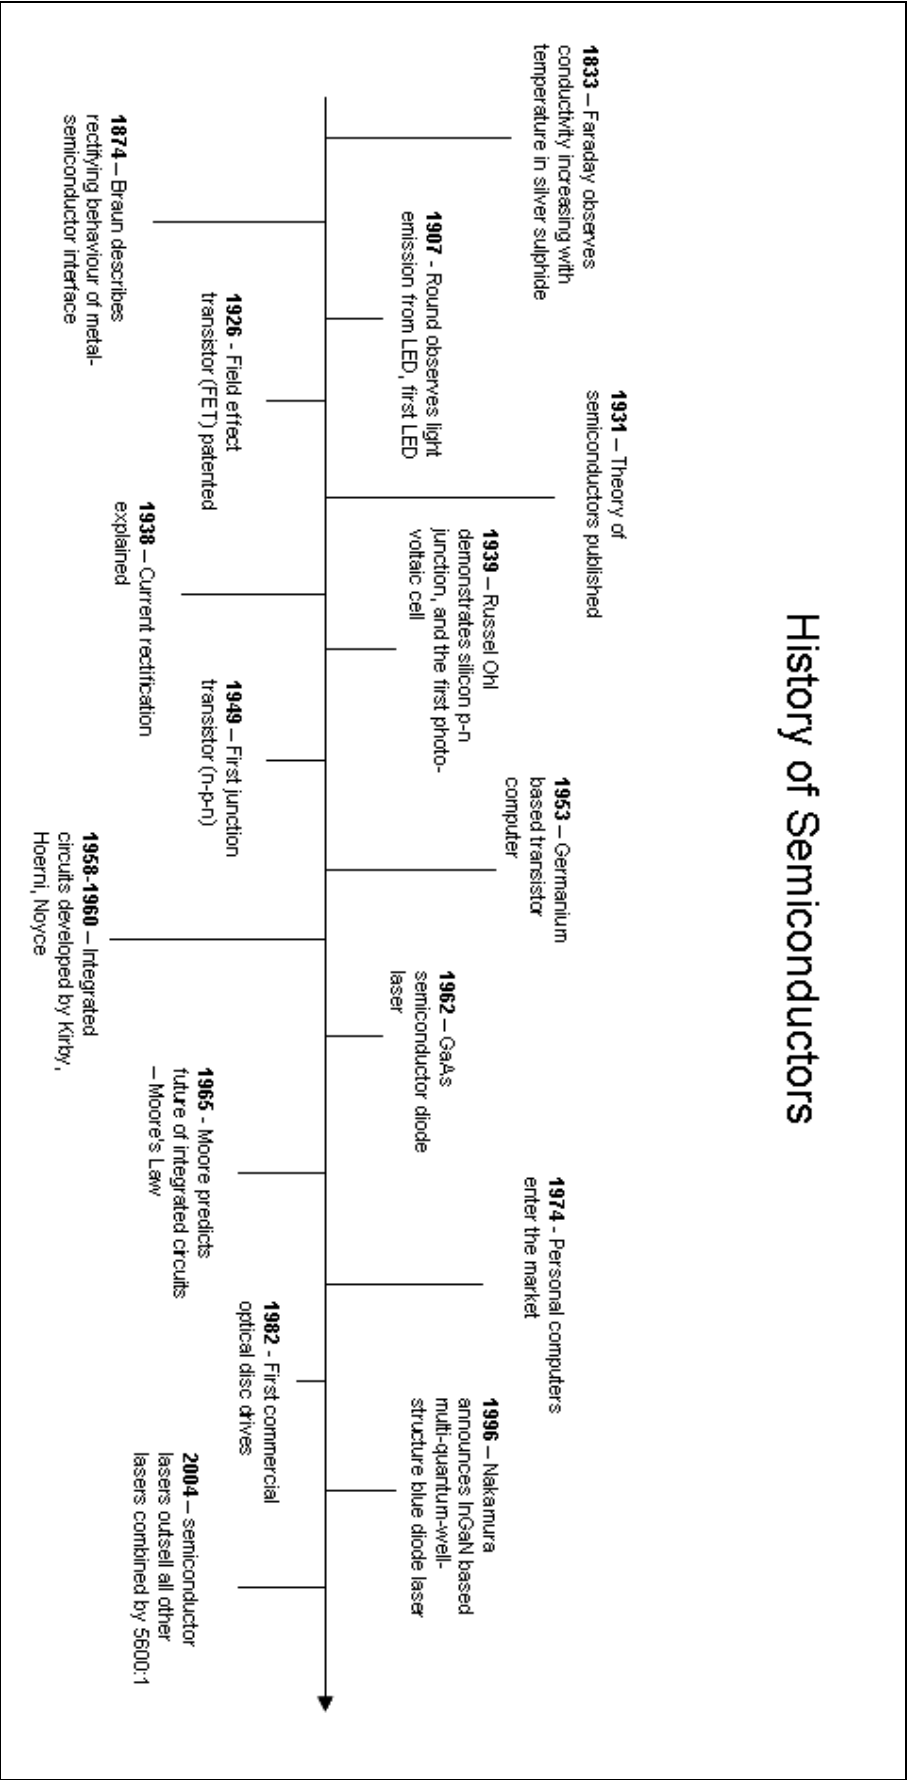 History of Semiconductors
1833 – Faraday observes
conductivity increasing with
temperature in silver sulphide
1874 – Braun describes
rectifying behaviour of metal-
semiconductor interface
1907 - Round observes light
emission from LED, first LED
1926 - Field effect
transistor (FET) patented
1931 – Theory of
semiconductors published
1938 – Current rectification
explained
1939 – Russel Ohl
demonstrates silicon p-n
junction, and the first photo-
voltaic cell
1949 – First junction
transistor (n-p-n)
1953 – Germanium
based transistor
computer
1958-1960 – Integrated
circuits developed by Kirby,
Hoerni, Noyce
1962 – GaAs
semiconductor diode
laser
1965 - Moore predicts
future of integrated circuits
– Moore's Law
1974 - Personal computers
enter the market
1982 - First commercial
optical disc drives
1996 – Nakamura
announces InGaN based
multi-quantum-well-
structure blue diode laser
2004 – semiconductor
lasers outsell all other
lasers combined by 5600:1